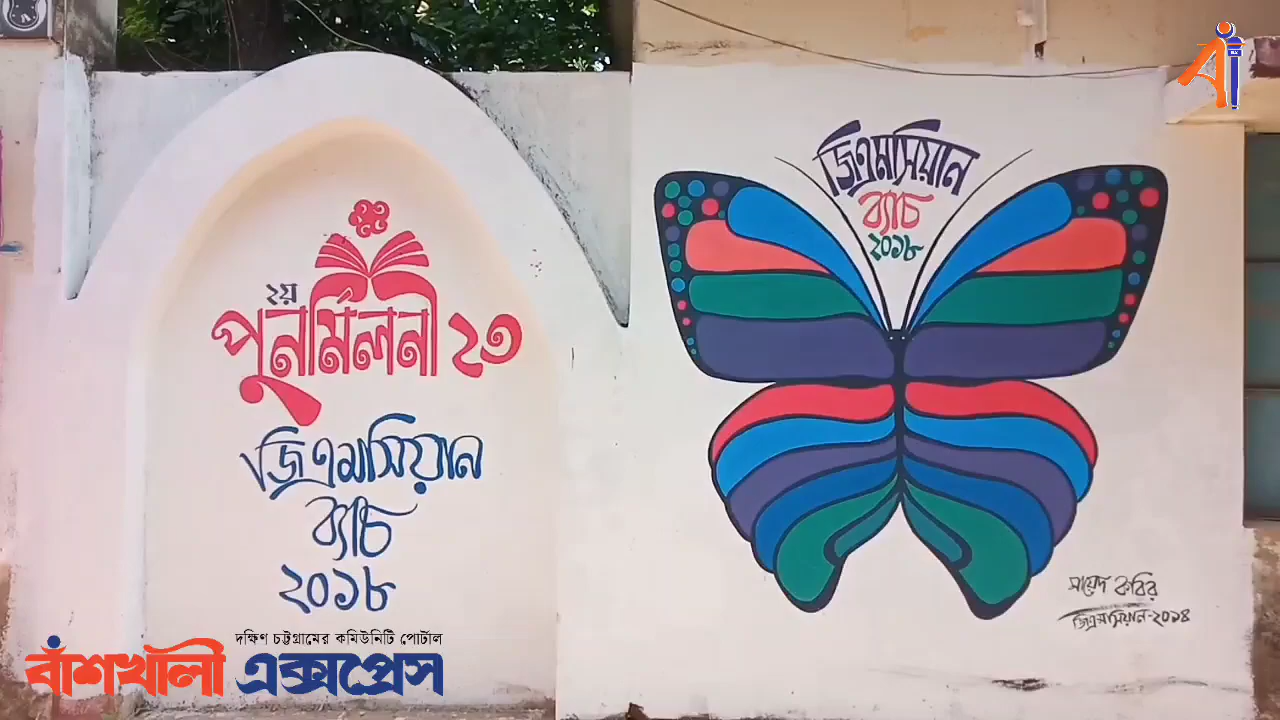 ২য়
পুনর্মিলনী ২৩
জিএমসিয়ান
ব্যাচ
২০১৮
জিএমসিয়ান
ব্যাচ
২০১৮
সায়েদ কবির
জিএমসিয়ান-২০১৪
দক্ষিণ চট্টগ্রামের কমিউনিটি পোর্টাল
বাঁশখালী এক্সপ্রেস